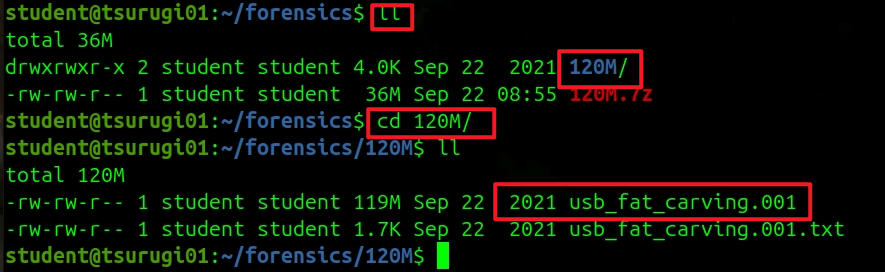 student@tsurugi01:~/forensics$ ll
total 36M
drwxrwxr-x 2 student student 4.0K Sep 22  2021 120M/
-rw-rw-r-- 1 student student  36M Sep 22 08:55 120M.7z
student@tsurugi01:~/forensics$ cd 120M/
student@tsurugi01:~/forensics/120M$ ll
total 120M
-rw-rw-r-- 1 student student 119M Sep 22  2021 usb_fat_carving.001
-rw-rw-r-- 1 student student 1.7K Sep 22  2021 usb_fat_carving.001.txt
student@tsurugi01:~/forensics/120M$